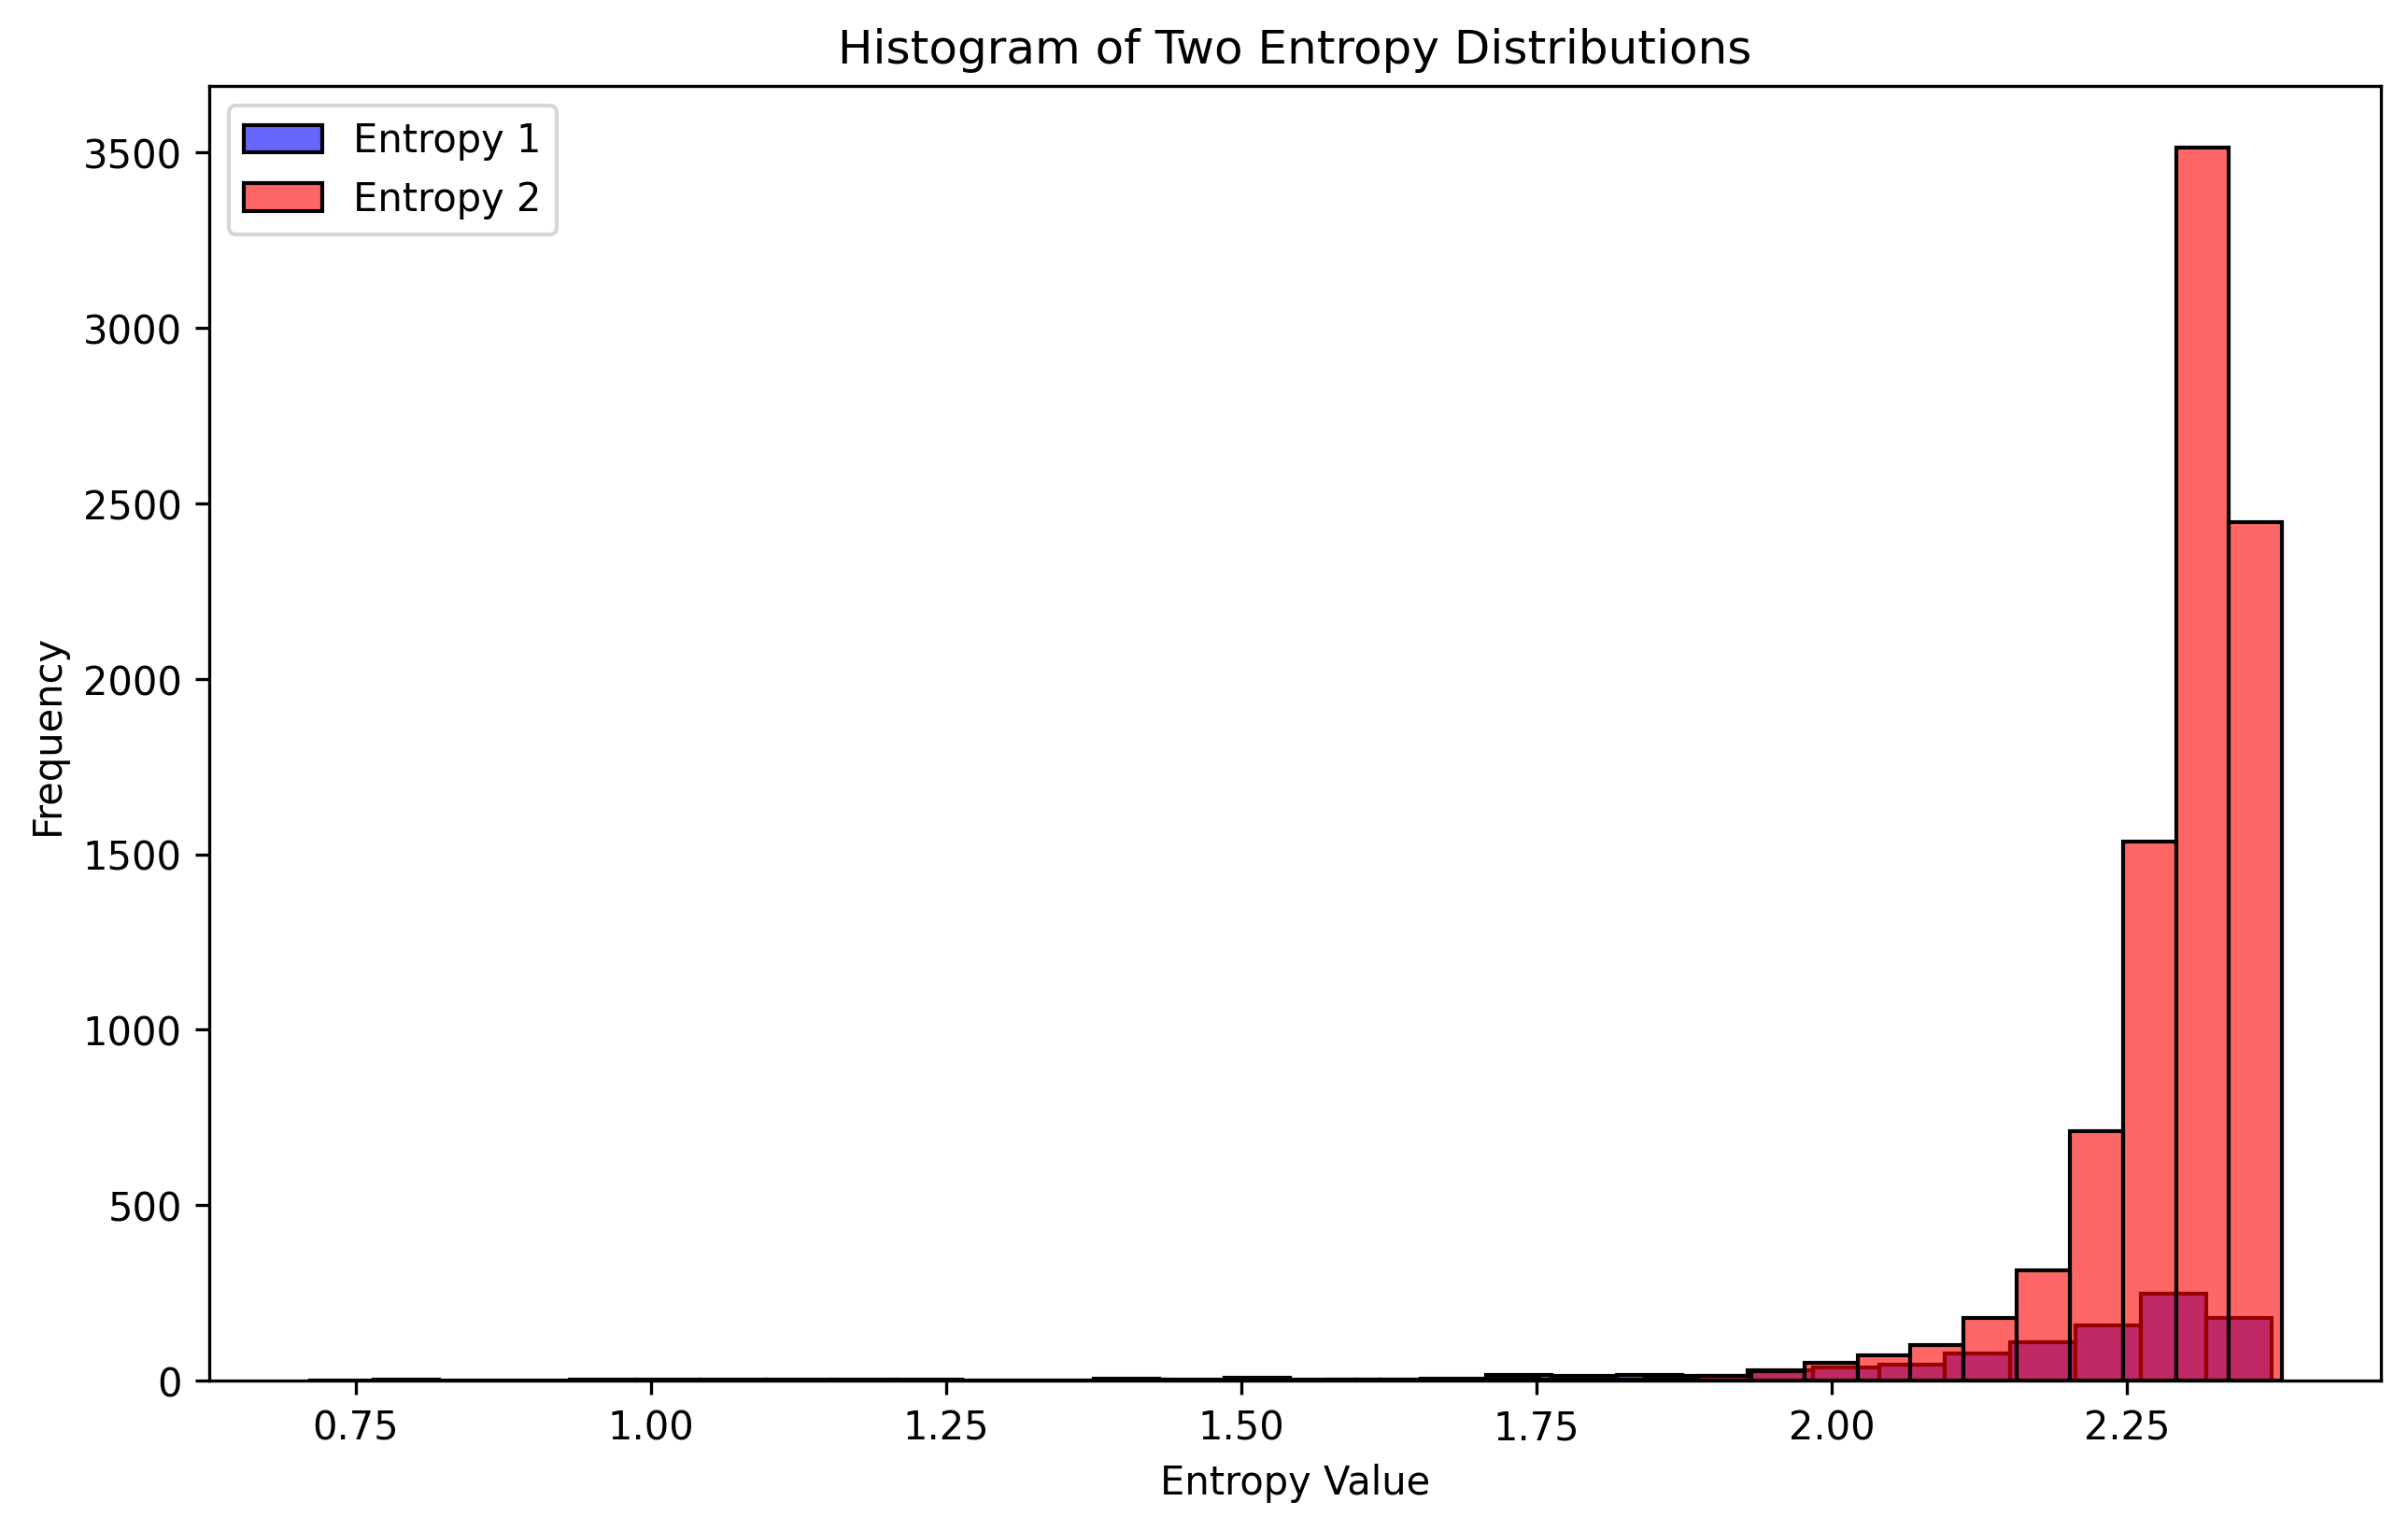 Histogram of Two Entropy Distributions
Entropy 1
Entropy 2
3500
3000
2500
2000
1500
1000
500
0
Frequency
0.75 1.00 1.25 1.50 1.75 2.00 2.25
Entropy Value